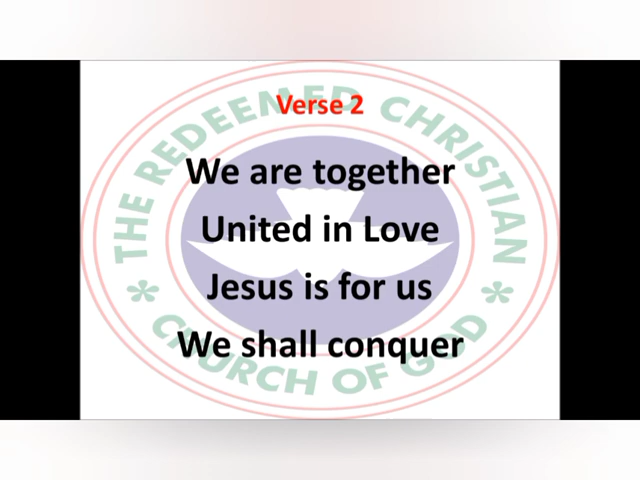 Verse 2
We are together
United in Love
Jesus is for us
We shall conquer
THE REDEEMED CHRISTIAN
CHURCH OF GOD